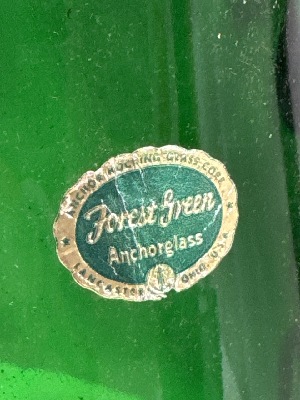 ANCHOR HOCKING GLASS CORP.
Forest Green
Anchorglass
LANCASTER OHIO, U.S.A.